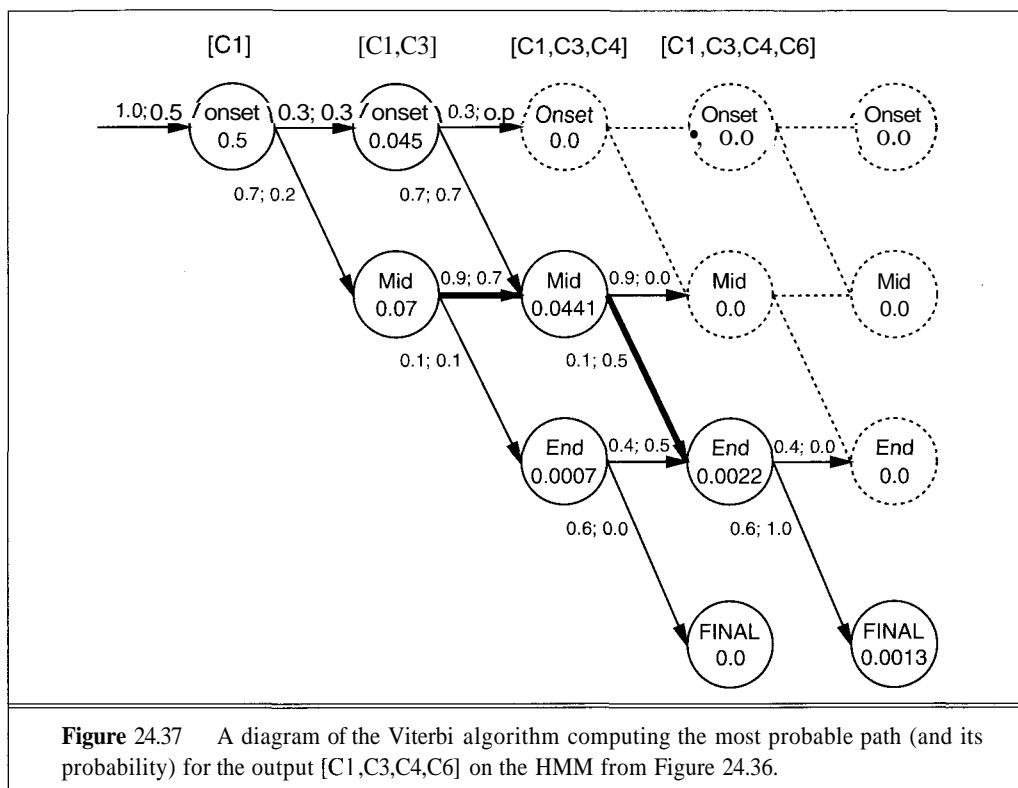 [C1] [C1,C3] [C1,C3,C4] [C1,C3,C4,C6]
1.0; 0.5 onset 0.3; 0.3 onset 0.3; o.p Onset Onset Onset
0.5 0.045 0.0 0.0 0.0
0.7; 0.2 0.7; 0.7
Mid 0.9; 0.7 Mid 0.9; 0.0 Mid Mid
0.07 0.0441 0.0 0.0
0.1; 0.1 0.1; 0.5
End 0.4; 0.5 End 0.4; 0.0 End
0.0007 0.0022 0.0
0.6; 0.0 0.6; 1.0
FINAL FINAL
0.0 0.0013
Figure 24.37 A diagram of the Viterbi algorithm computing the most probable path (and its
probability) for the output [C1,C3,C4,C6] on the HMM from Figure 24.36.